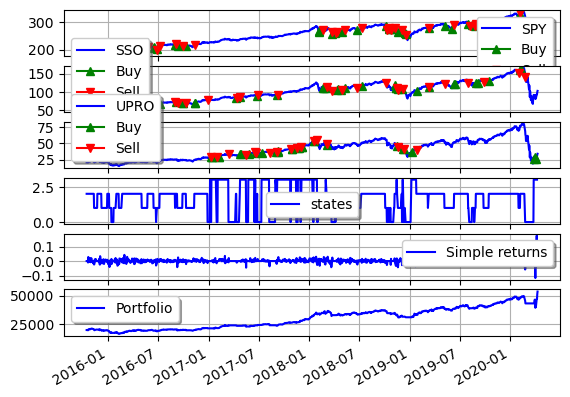 300
200
SPY
Buy
Sell
150
100
50
SSO
Buy
Sell
75
50
25
UPRO
Buy
Sell
2.5
0.0
states
0.1
0.0
−0.1
Simple returns
50000
25000
Portfolio
2016-01
2016-07
2017-01
2017-07
2018-01
2018-07
2019-01
2019-07
2020-01